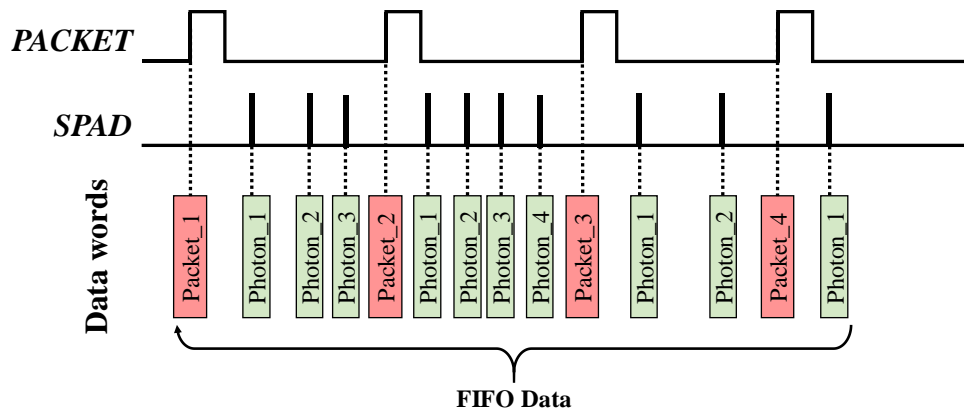 PACKET
SPAD
Data words
Packet_1
Photon_1
Photon_2
Photon_3
Packet_2
Photon_1
Photon_2
Photon_3
Photon_4
Packet_3
Photon_1
Photon_2
Packet_4
Photon_1
FIFO Data